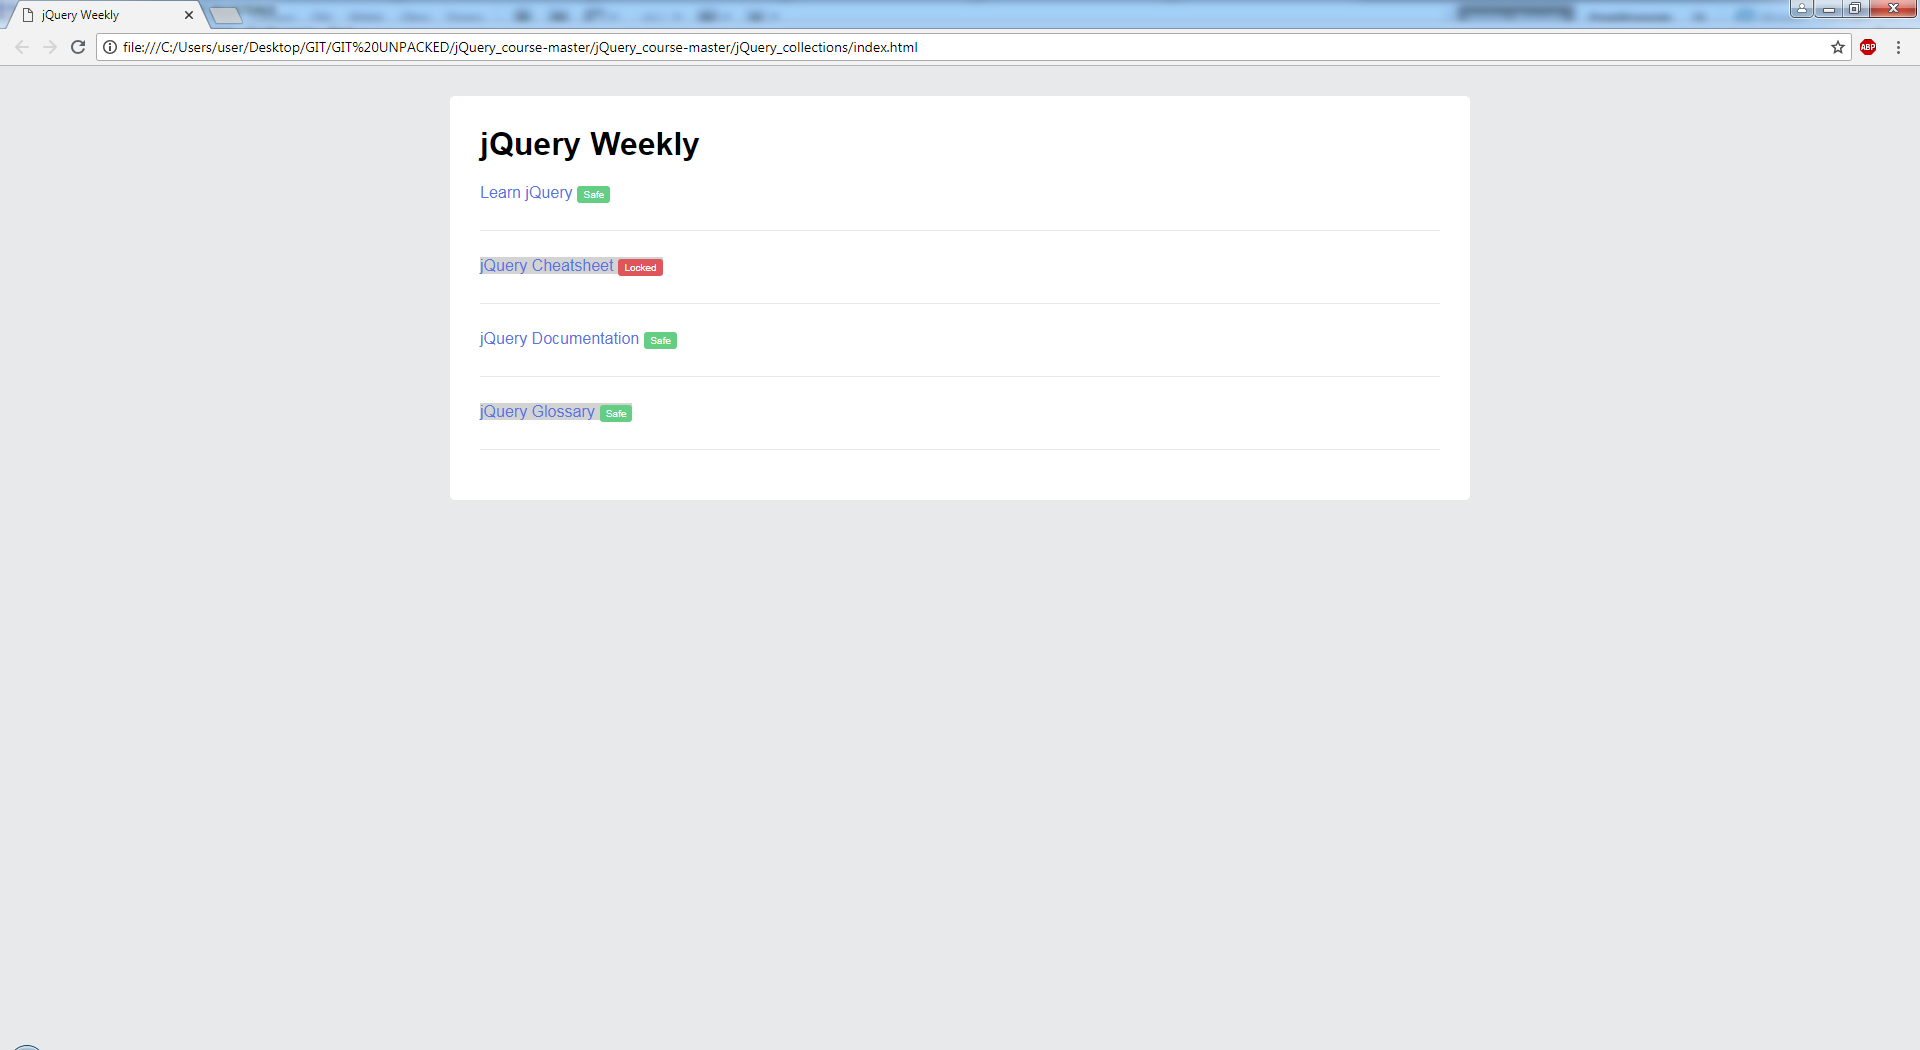 jQuery Weekly
file:///C:/Users/user/Desktop/GIT/GIT%20UNPACKED/jQuery_course-master/jQuery_course-master/jQuery_collections/index.html
ABP
jQuery Weekly
Learn jQuery Safe
jQuery Cheatsheet Locked
jQuery Documentation Safe
jQuery Glossary Safe